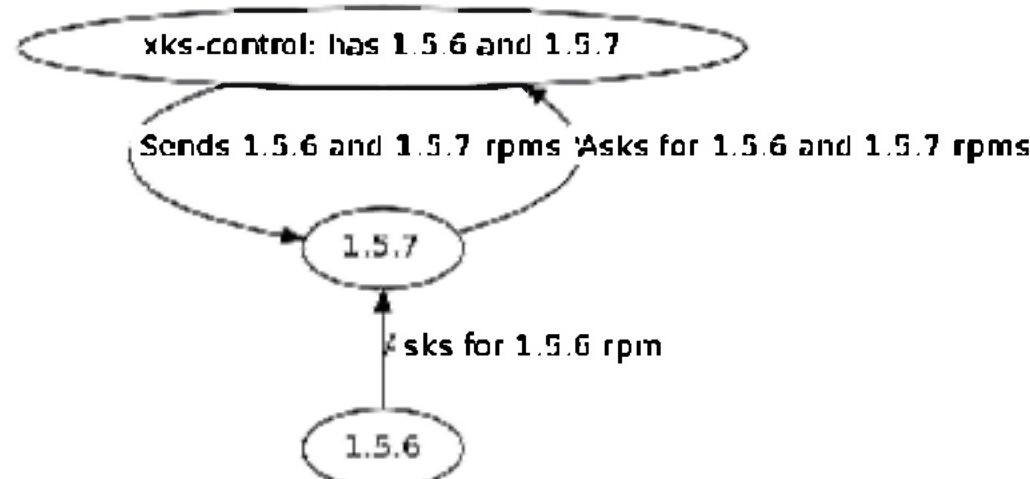 xks-control: has 1.5.6 and 1.5.7
Sends 1.5.6 and 1.5.7 rpms
Asks for 1.5.6 and 1.5.7 rpms
1.5.7
Asks for 1.5.6 rpm
1.5.6